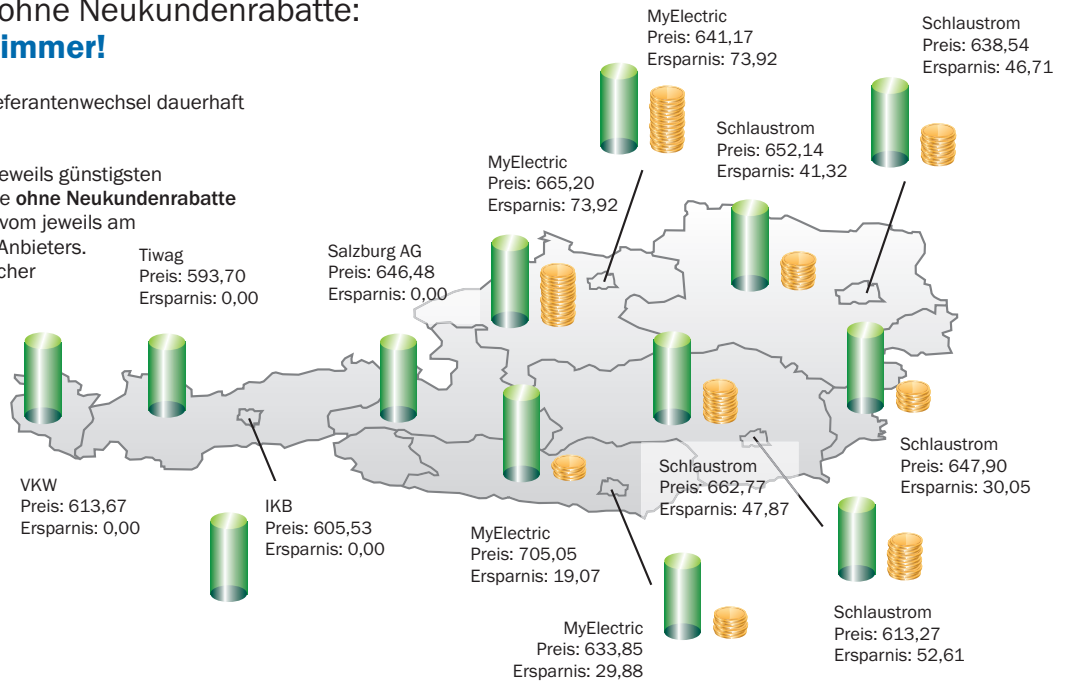 ohne Neukundenrabatte:
immer!
eferantenwechsel dauerhaft
eweils günstigsten
e ohne Neukundenrabatte
vom jeweils am
Anbieters.
cher
MyElectric
Preis: 641,17
Ersparnis: 73,92
Schlaustrom
Preis: 638,54
Ersparnis: 46,71
Schlaustrom
Preis: 652,14
Ersparnis: 41,32
MyElectric
Preis: 665,20
Ersparnis: 73,92
Tiwag
Preis: 593,70
Ersparnis: 0,00
Salzburg AG
Preis: 646,48
Ersparnis: 0,00
VKW
Preis: 613,67
Ersparnis: 0,00
IKB
Preis: 605,53
Ersparnis: 0,00
MyElectric
Preis: 705,05
Ersparnis: 19,07
Schlaustrom
Preis: 662,77
Ersparnis: 47,87
Schlaustrom
Preis: 647,90
Ersparnis: 30,05
MyElectric
Preis: 633,85
Ersparnis: 29,88
Schlaustrom
Preis: 613,27
Ersparnis: 52,61